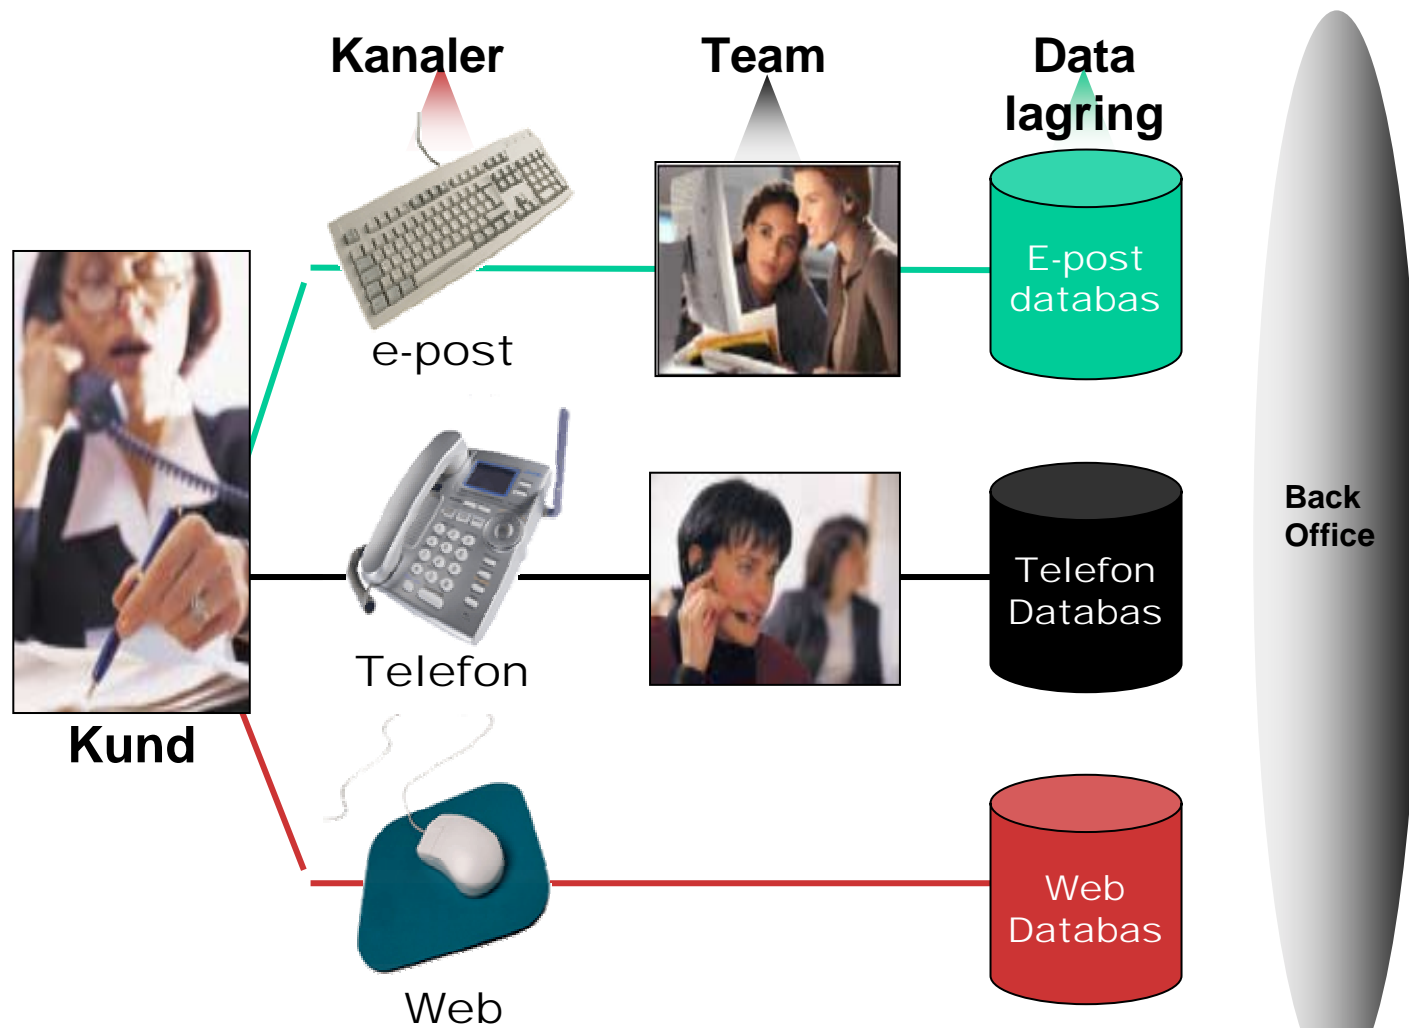 Kanaler
Team
Data
lagring
e-post
E-post
databas
Kund
Telefon
Telefon
Databas
Back
Office
Web
Web
Databas